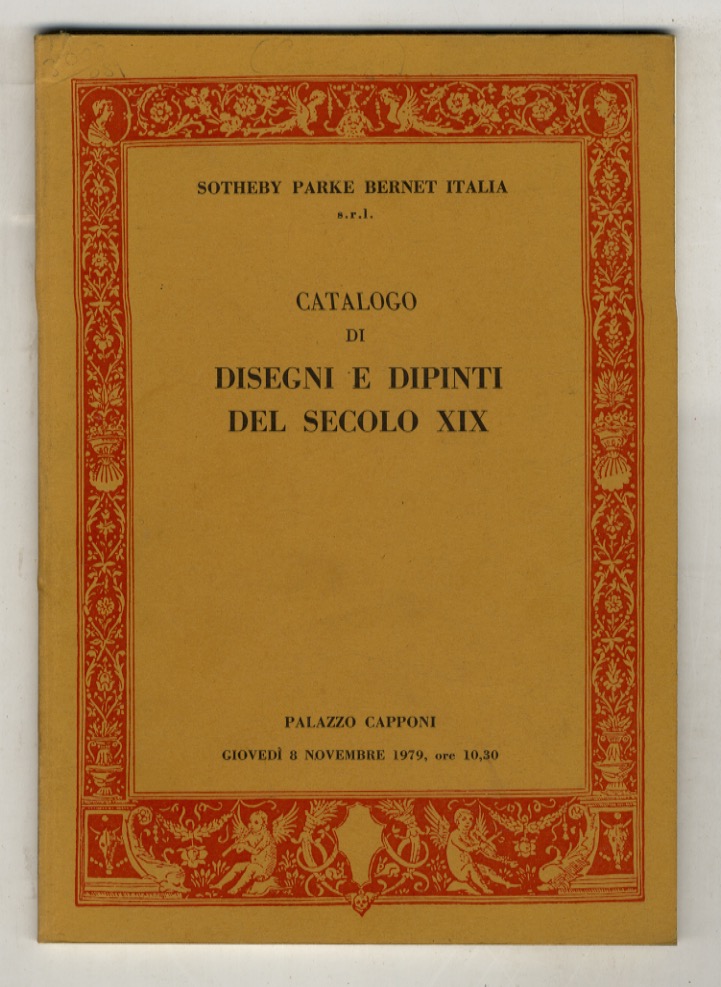 SOTHEBY PARKE BERNET ITALIA
s.r.l.
CATALOGO
DI
DISEGNI E DIPINTI
DEL SECOLO XIX
PALAZZO CAPPONI
GIOVEDÌ 8 NOVEMBRE 1979, ore 10,30